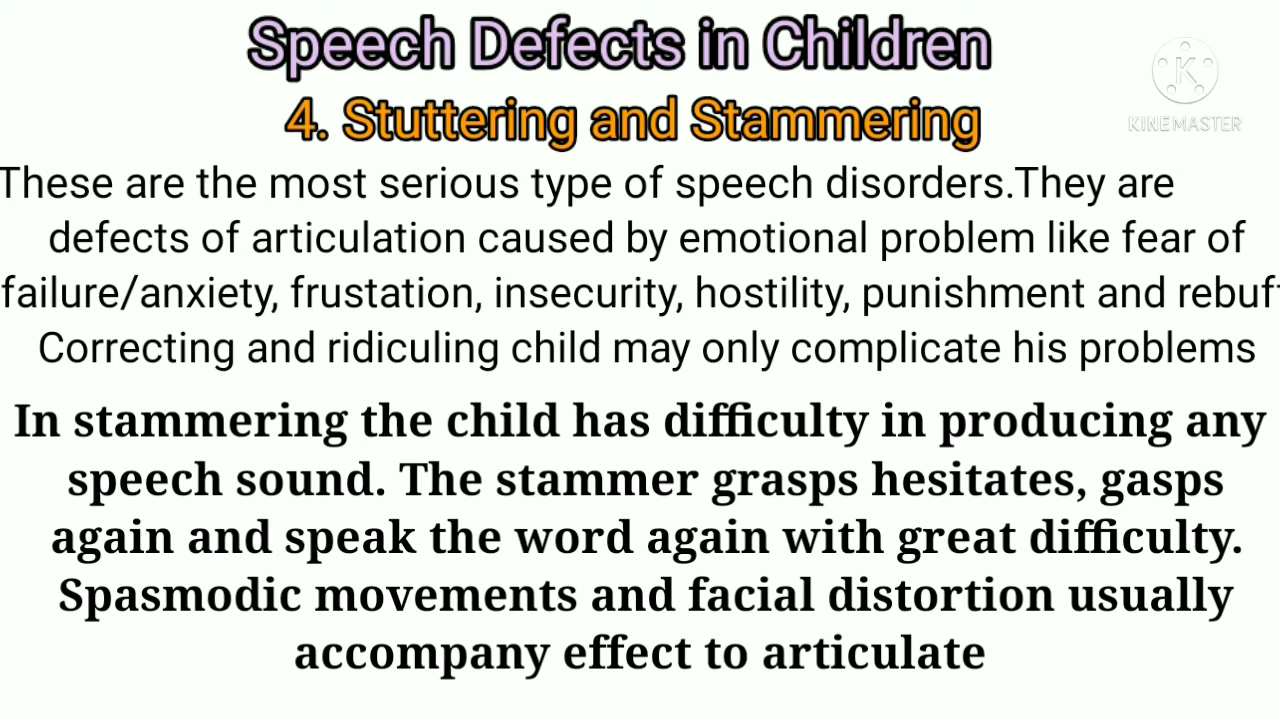 Speech Defects in Children
4. Stuttering and Stammering
KINEMASTER
These are the most serious type of speech disorders.They are
defects of articulation caused by emotional problem like fear of
failure/anxiety, frustation, insecurity, hostility, punishment and rebuff
Correcting and ridiculing child may only complicate his problems
In stammering the child has difficulty in producing any
speech sound. The stammer grasps hesitates, gasps
again and speak the word again with great difficulty.
Spasmodic movements and facial distortion usually
accompany effect to articulate